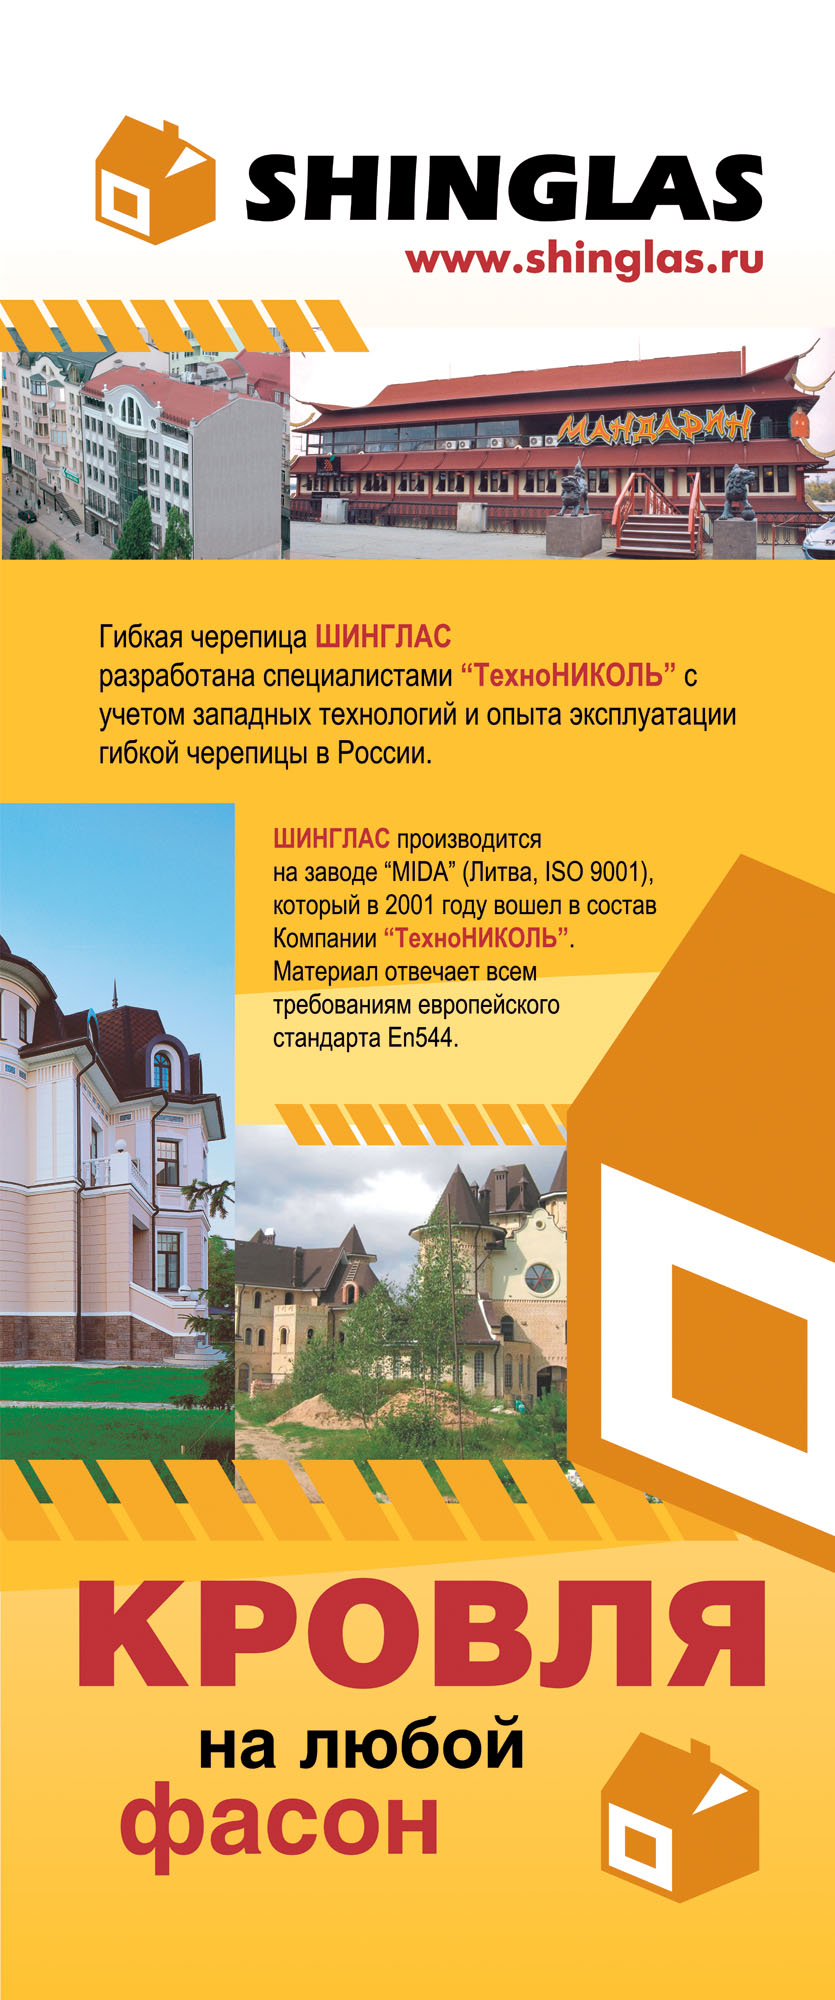 SHINGLAS
www.shinglas.ru
МАНДАРИН
Гибкая черепица ШИНГЛАС
разработана специалистами “ТехноНИКОЛЬ” с
учетом западных технологий и опыта эксплуатации
гибкой черепицы в России.
ШИНГЛАС производится
на заводе “MIDA” (Литва, ISO 9001),
который в 2001 году вошел в состав
Компании “ТехноНИКОЛЬ”.
Материал отвечает всем
требованиям европейского
стандарта En544.
КРОВЛЯ
на любой
фасон